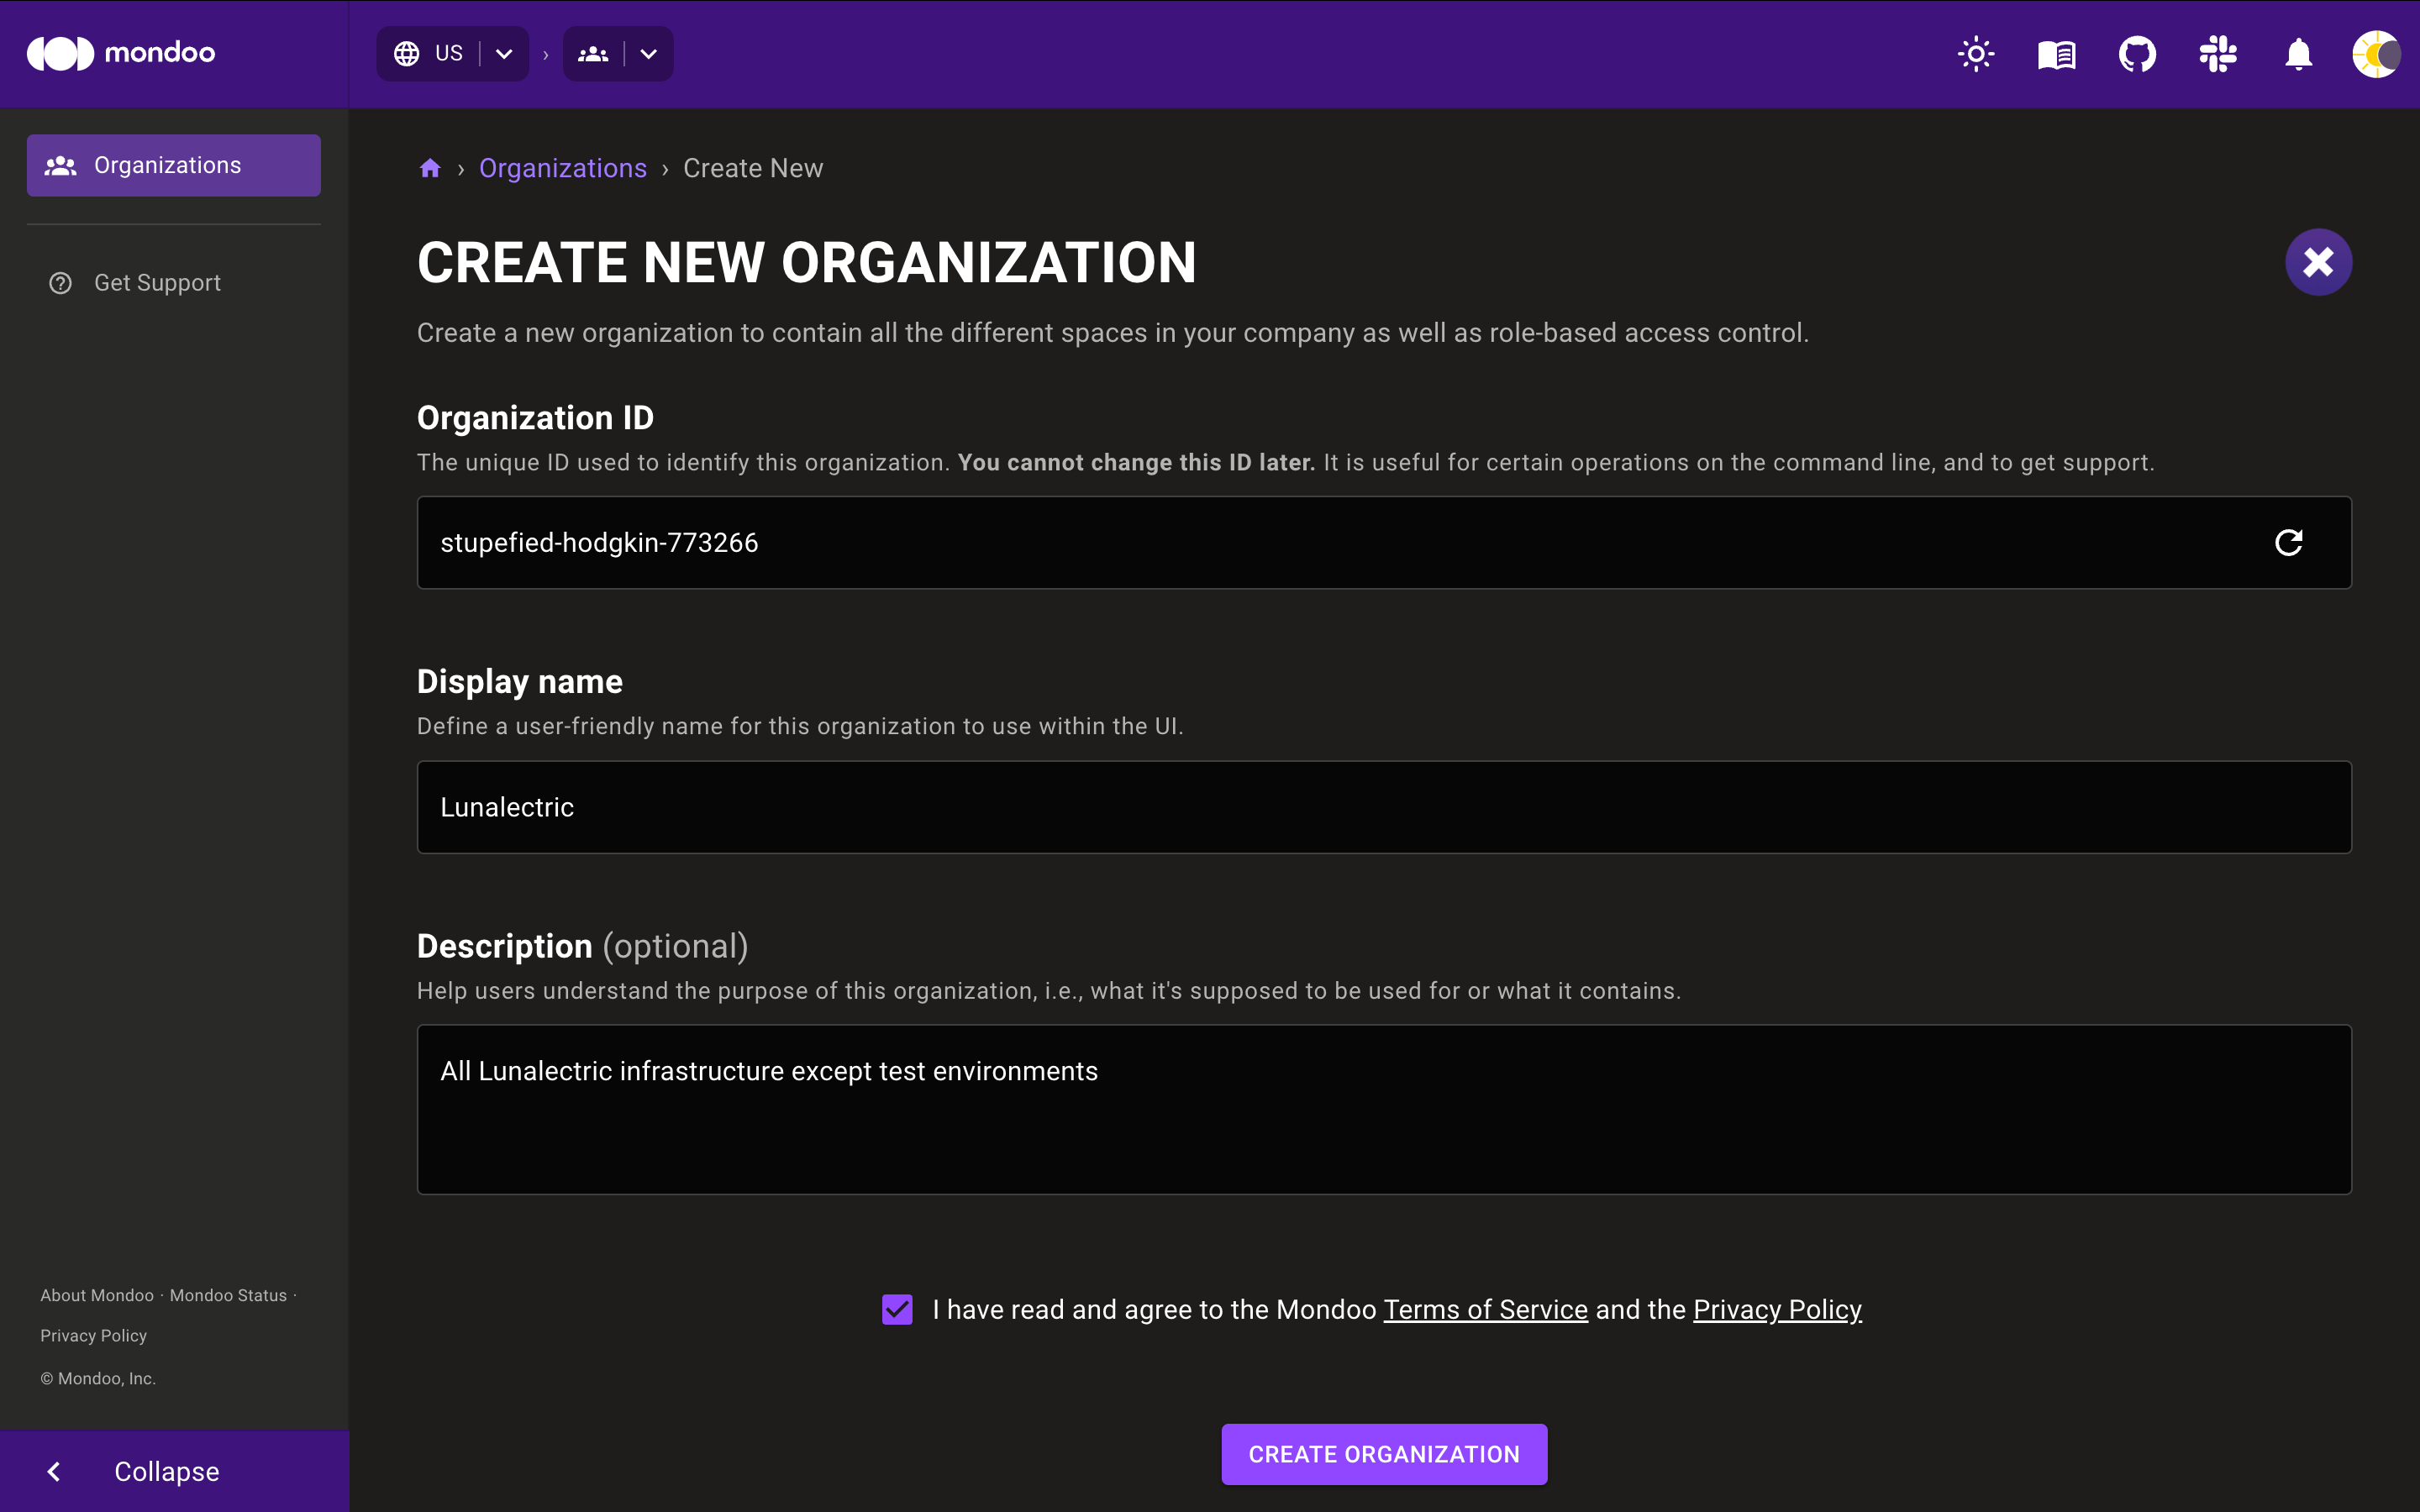 mondoo
US
Organizations
Get Support
Organizations › Create New
CREATE NEW ORGANIZATION
Create a new organization to contain all the different spaces in your company as well as role-based access control.
Organization ID
The unique ID used to identify this organization. You cannot change this ID later. It is useful for certain operations on the command line, and to get support.
stupefied-hodgkin-773266
Display name
Define a user-friendly name for this organization to use within the UI.
Lunalectric
Description (optional)
Help users understand the purpose of this organization, i.e., what it's supposed to be used for or what it contains.
All Lunalectric infrastructure except test environments
I have read and agree to the Mondoo Terms of Service and the Privacy Policy
CREATE ORGANIZATION
About Mondoo · Mondoo Status ·
Privacy Policy
© Mondoo, Inc.
Collapse